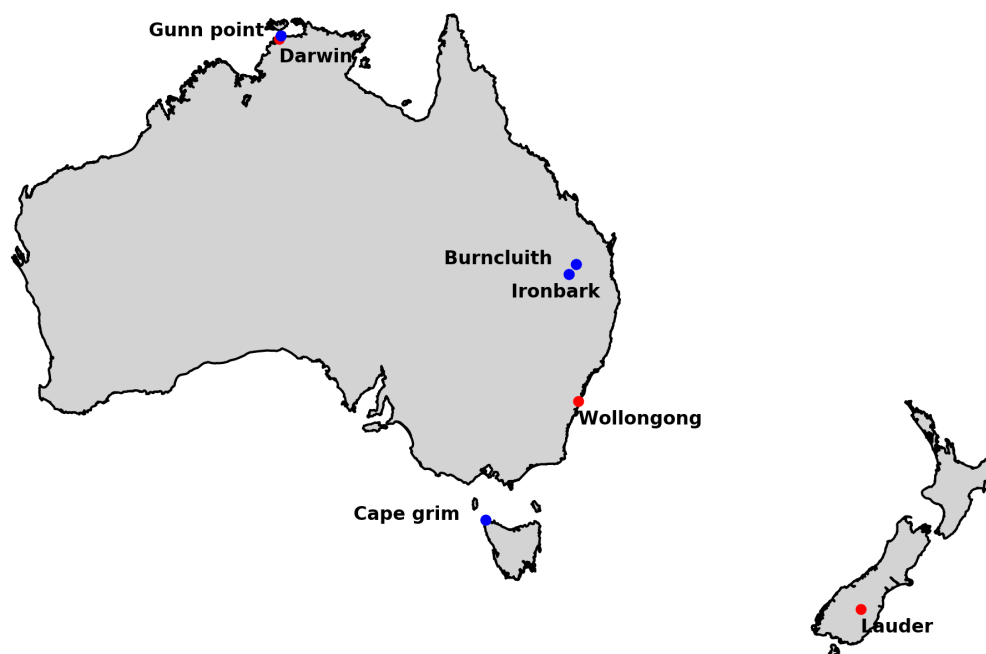 Gunn point
Darwin
Burncluith
Ironbark
Wollongong
Cape grim
Lauder